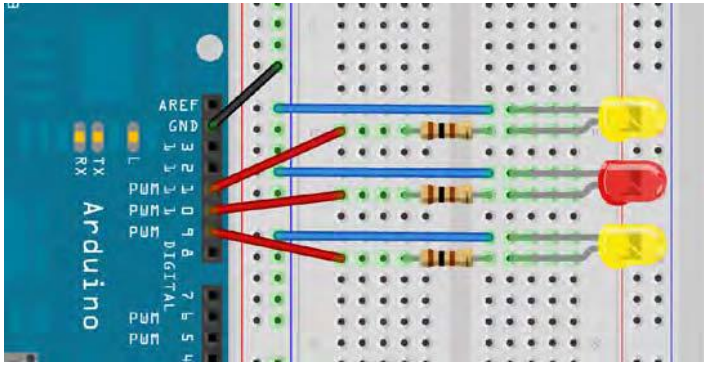 AREF
GND
13
12
PWM 11
PWM 10
PWM 9
8
DIGITAL
7
PWM 6
PWM 5
4
L
TX
RX
Arduino